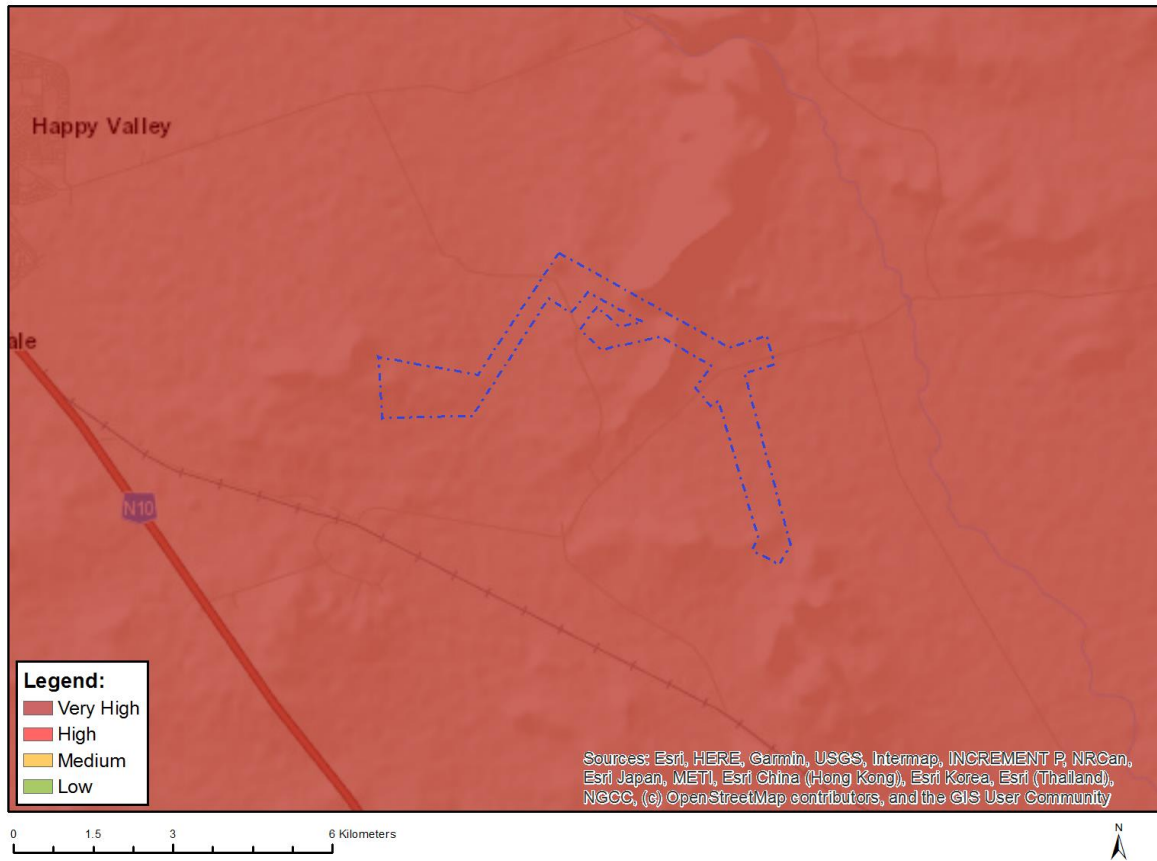 Happy Valley
ale
N10
Legend:
Very High
High
Medium
Low
Sources: Esri, HERE, Garmin, USGS, Intermap, INCREMENT P, NRCan,
Esri Japan, METI, Esri China (Hong Kong), Esri Korea, Esri (Thailand),
NGCC, (c) OpenStreetMap contributors, and the GIS User Community
0 1.5 3 6 Kilometers
N